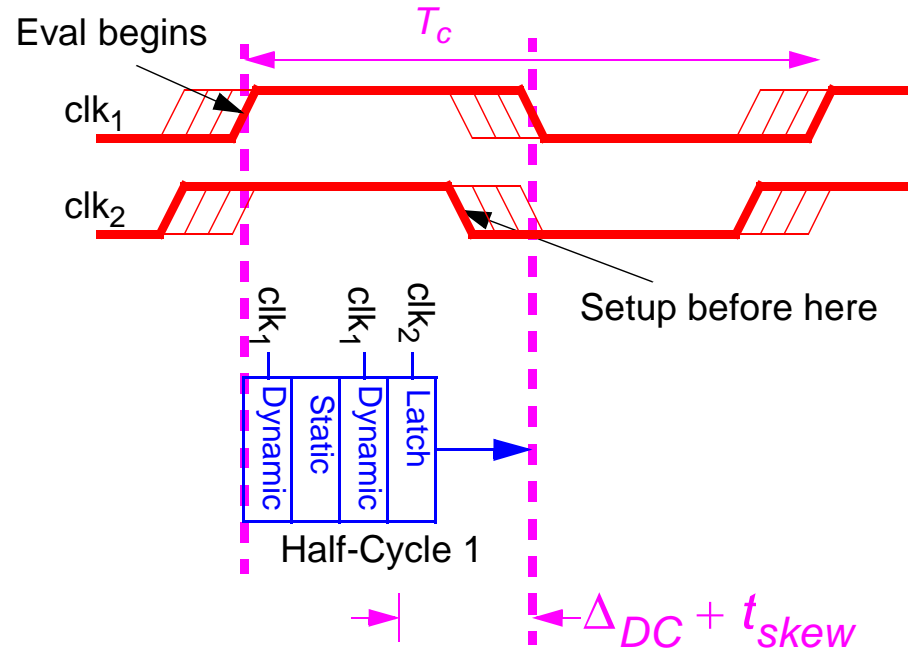 Eval begins
T_c
clk_1
clk_2
Setup before here
clk_1 clk_1 clk_2
Dynamic Static Dynamic Latch
Half-Cycle 1
Δ_DC + t_skew